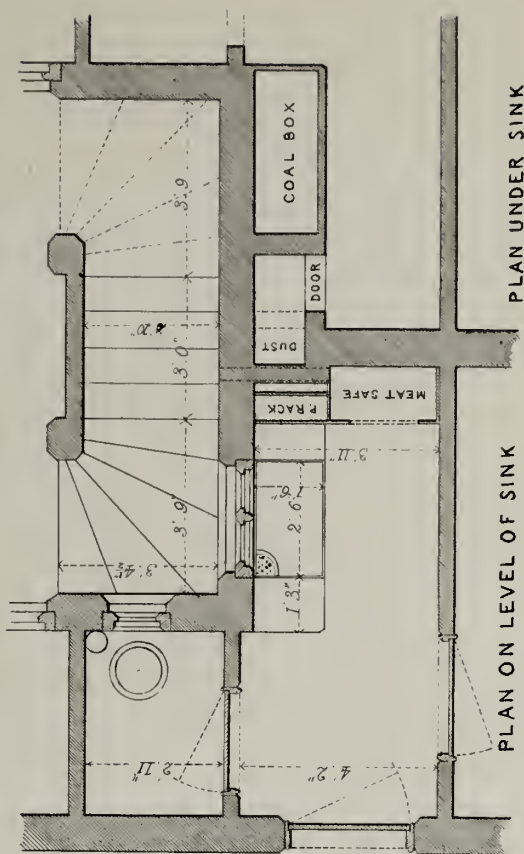 COAL BOX
DOOR
DUST
P. RACK
MEAT SAFE
3'.9
3'.0"
3'.9"
3'.4½"
3'.11"
1'.6"
2'.6"
1'.3"
2'.11"
4'.2"
PLAN UNDER SINK
PLAN ON LEVEL OF SINK